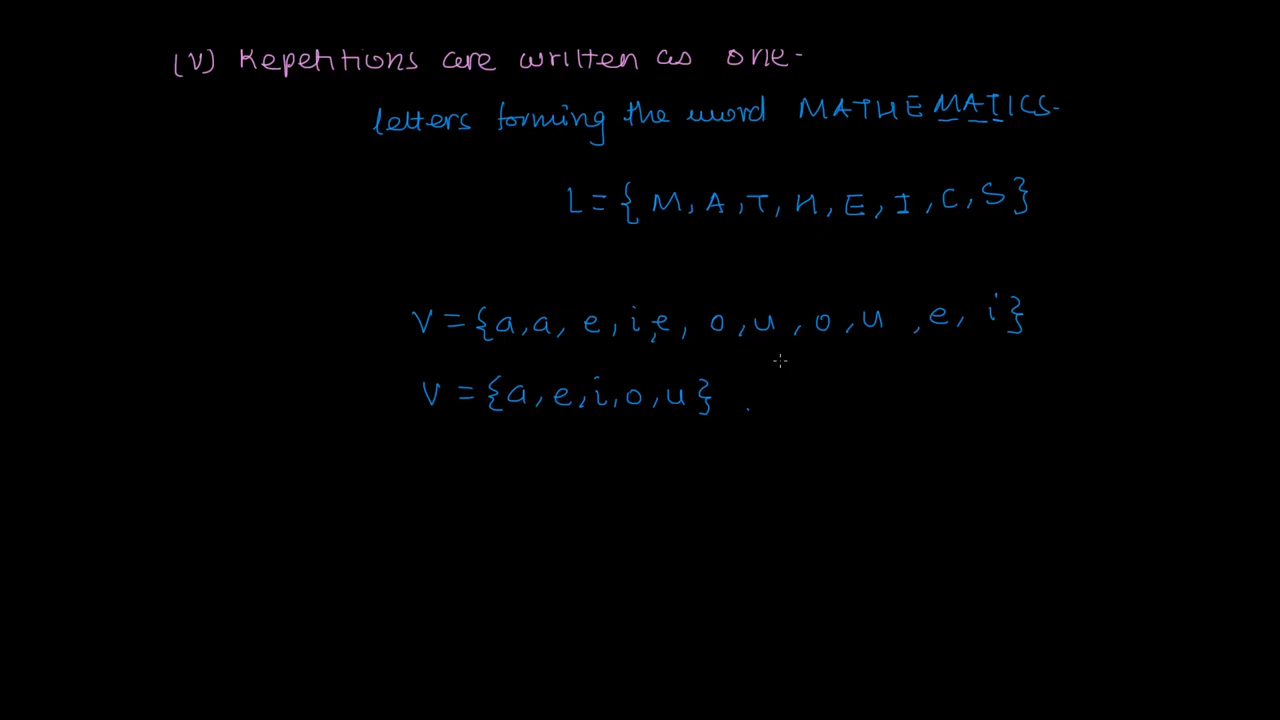 (v) Repetitions are written as one-
letters forming the word MATHEMATICS.
L = { M, A, T, H, E, I, C, S }
V = { a, a, e, i, e, o, u, o, u, e, i }
V = { a, e, i, o, u } .